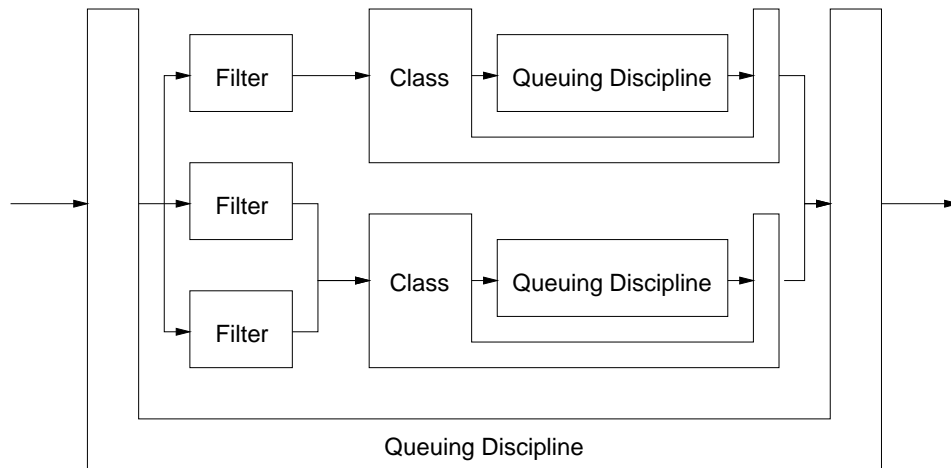 Filter
Class
Queuing Discipline
Filter
Class
Queuing Discipline
Filter
Queuing Discipline